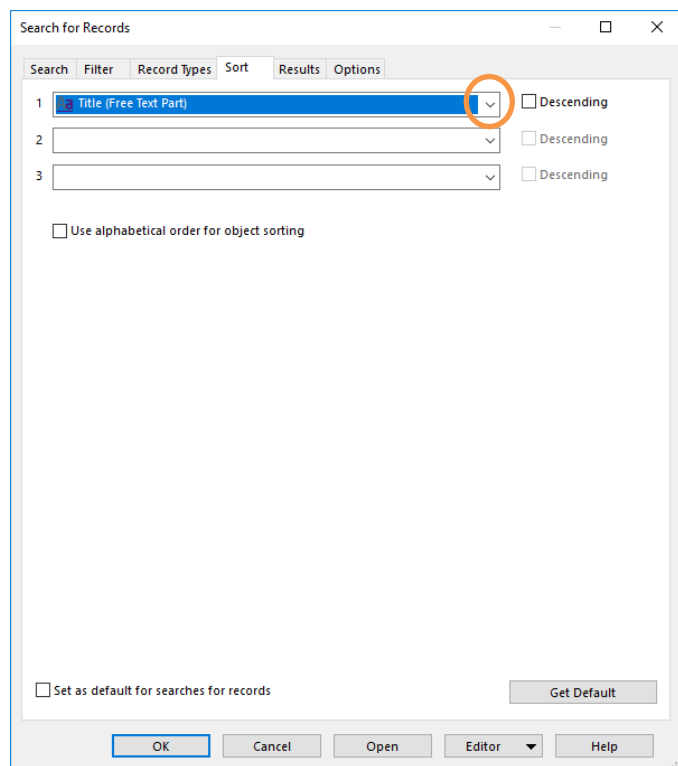 Search for Records
Search Filter Record Types Sort Results Options
1 Title (Free Text Part) Descending
2 Descending
3 Descending
Use alphabetical order for object sorting
Set as default for searches for records Get Default
OK Cancel Open Editor Help